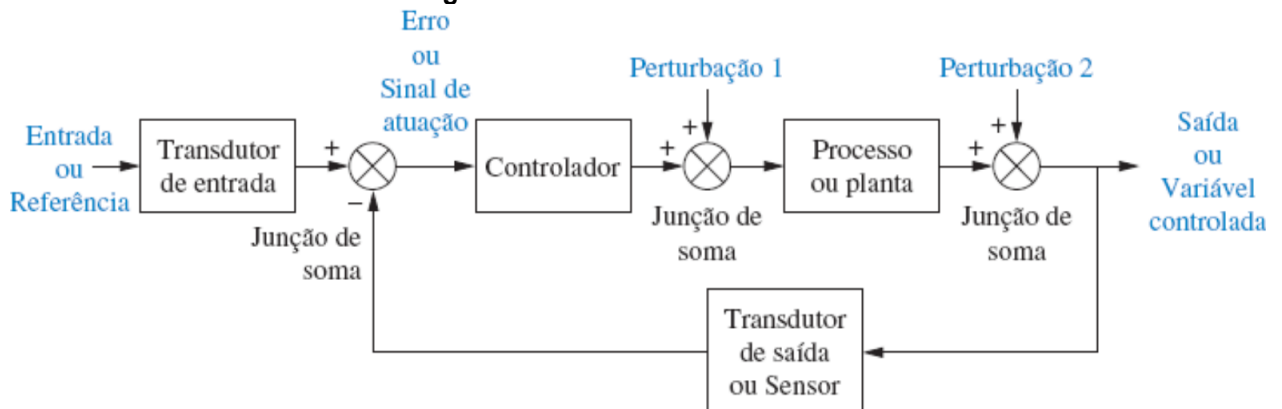 Erro
ou
Sinal de
atuação
Perturbação 1
Perturbação 2
Entrada
ou
Referência
Transdutor
de entrada
+
−
Junção de
soma
Controlador
+
+
Junção de
soma
Processo
ou planta
+
+
Junção de
soma
Saída
ou
Variável
controlada
Transdutor
de saída
ou Sensor